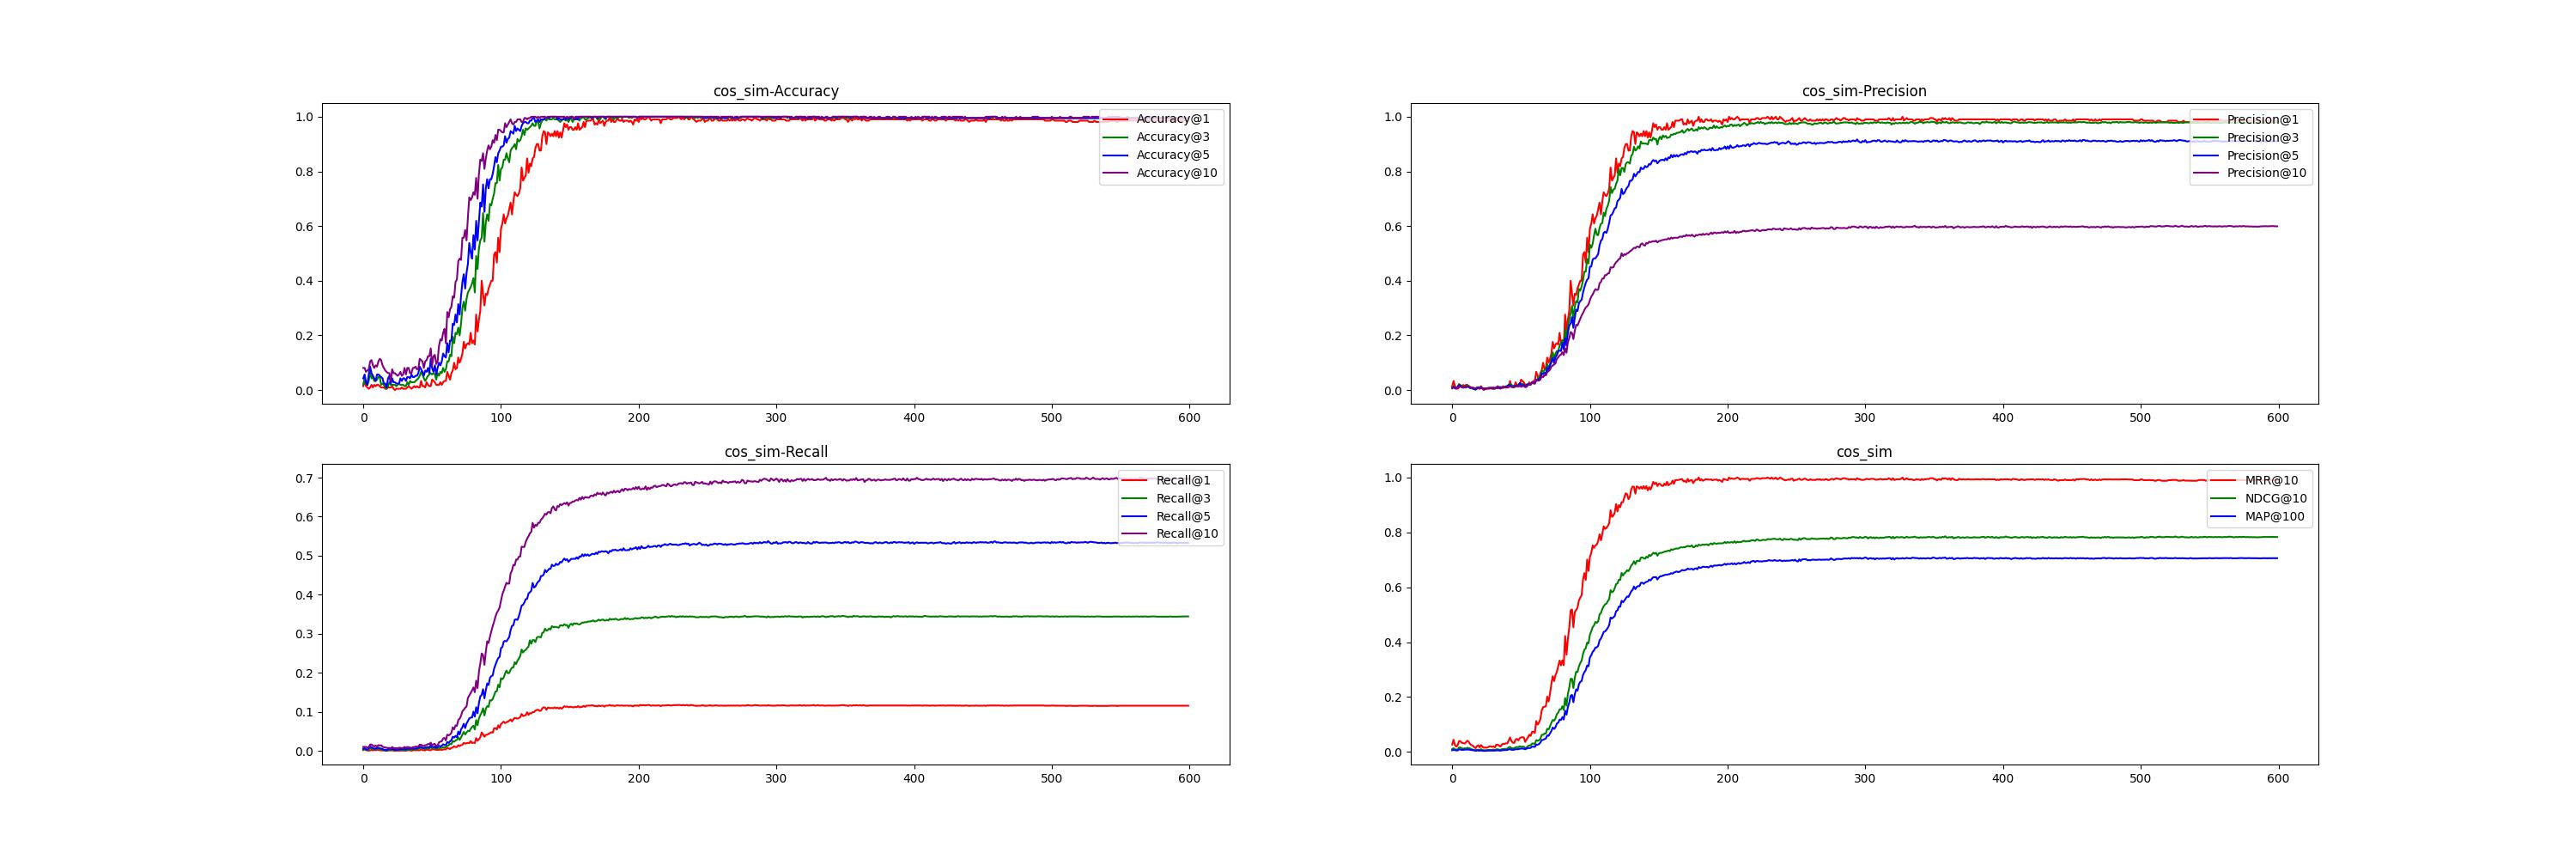 cos_sim-Accuracy
1.0
0.8
0.6
0.4
0.2
0.0
0 100 200 300 400 500 600
Accuracy@1
Accuracy@3
Accuracy@5
Accuracy@10
cos_sim-Precision
1.0
0.8
0.6
0.4
0.2
0.0
0 100 200 300 400 500 600
Precision@1
Precision@3
Precision@5
Precision@10
cos_sim-Recall
0.7
0.6
0.5
0.4
0.3
0.2
0.1
0.0
0 100 200 300 400 500 600
Recall@1
Recall@3
Recall@5
Recall@10
cos_sim
1.0
0.8
0.6
0.4
0.2
0.0
0 100 200 300 400 500 600
MRR@10
NDCG@10
MAP@100